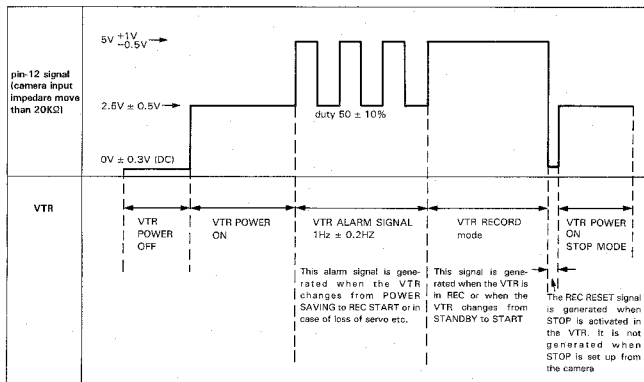 5V +1V
−0.5V
pin-12 signal
(camera input
impedare move
than 20KΩ)
2.5V ± 0.5V
duty 50 ± 10%
0V ± 0.3V (DC)
VTR
VTR
POWER
OFF
VTR POWER
ON
VTR ALARM SIGNAL
1Hz ± 0.2HZ
VTR RECORD
mode
VTR POWER
ON
STOP MODE
This alarm signal is gene-
rated when the VTR
changes from POWER
SAVING to REC START or in
case of loss of servo etc.
This signal is gene-
rated when the VTR is
in REC or when the
VTR changes from
STANDBY to START
The REC RESET signal
is generated when
STOP is activated in
the VTR. It is not
generated when
STOP is set up from
the camera